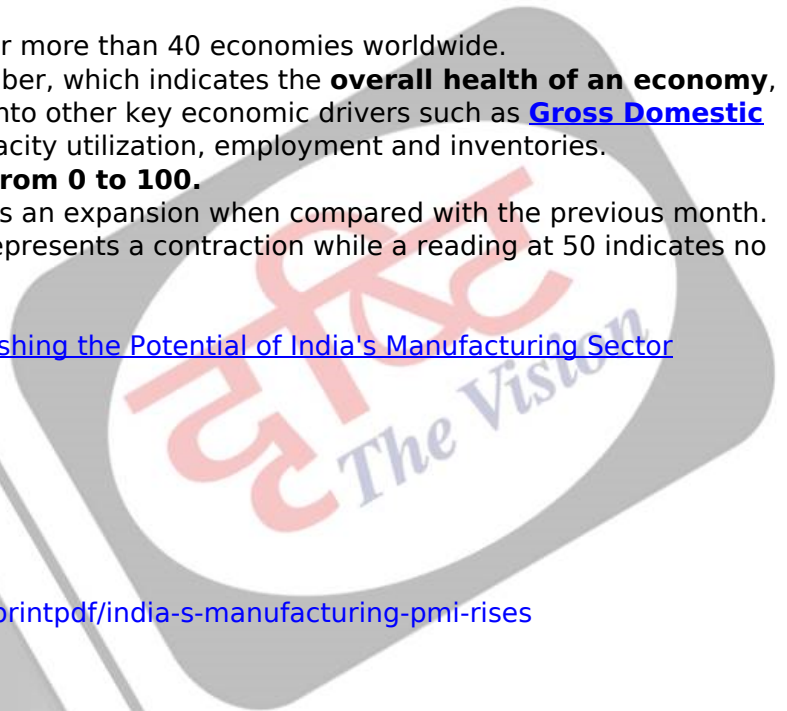 r more than 40 economies worldwide.
ber, which indicates the overall health of an economy,
nto other key economic drivers such as Gross Domestic
acity utilization, employment and inventories.
rom 0 to 100.
s an expansion when compared with the previous month.
epresents a contraction while a reading at 50 indicates no
shing the Potential of India's Manufacturing Sector
दृष्टि
The Vision
printpdf/india-s-manufacturing-pmi-rises